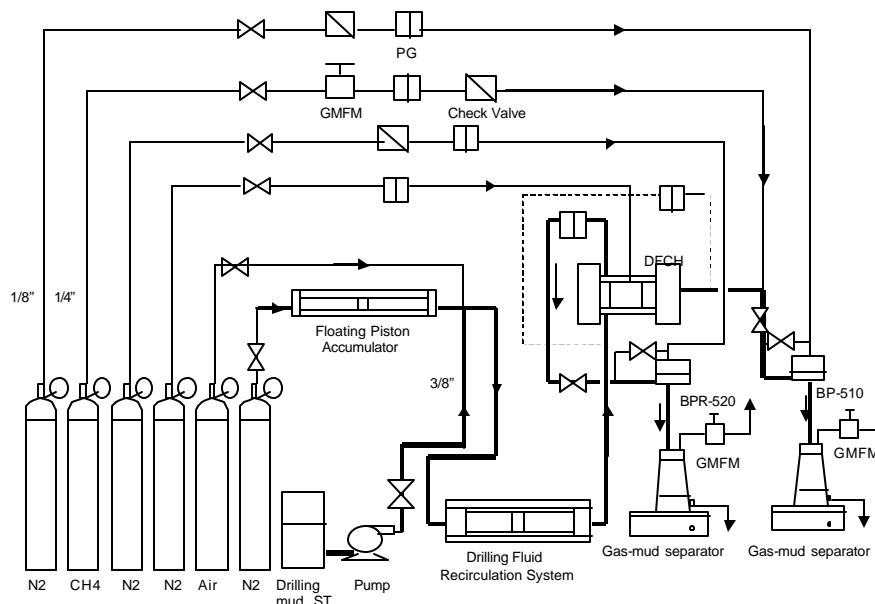 PG
GMFM
Check Valve
DFCH
1/8”
1/4”
Floating Piston
Accumulator
3/8”
BPR-520
BP-510
GMFM
GMFM
Gas-mud separator
Gas-mud separator
Drilling Fluid
Recirculation System
N2
CH4
N2
N2
Air
N2
Drilling
mud ST
Pump